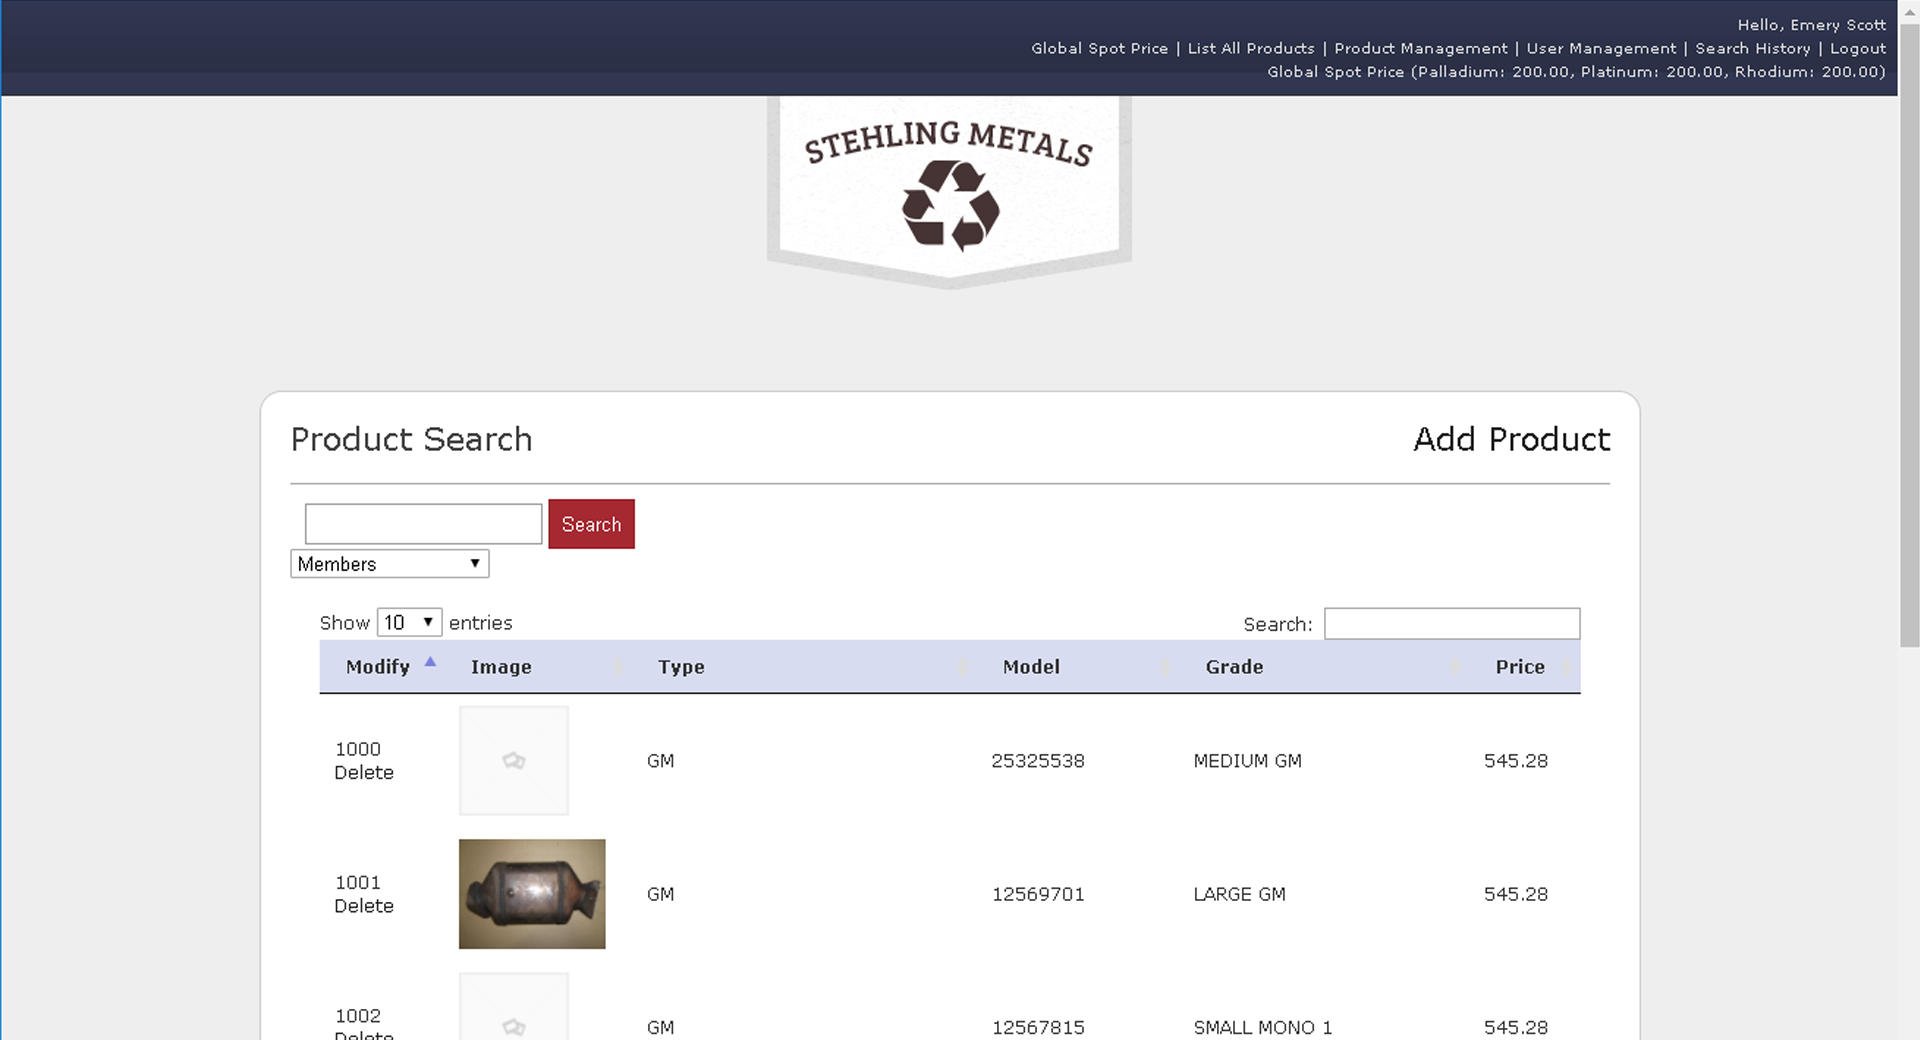 Hello, Emery Scott
Global Spot Price | List All Products | Product Management | User Management | Search History | Logout
Global Spot Price (Palladium: 200.00, Platinum: 200.00, Rhodium: 200.00)
STEHLING METALS
Product Search
Add Product
Search
Members
Show 10 entries
Search:
Modify Image Type Model Grade Price
1000
Delete
GM 25325538 MEDIUM GM 545.28
1001
Delete
GM 12569701 LARGE GM 545.28
1002
Delete
GM 12567815 SMALL MONO 1 545.28